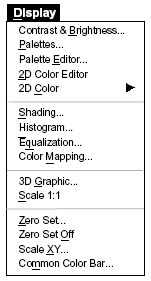 Display
Contrast & Brightness...
Palettes...
Palette Editor...
2D Color Editor
2D Color
Shading...
Histogram...
Equalization...
Color Mapping...
3D Graphic...
Scale 1:1
Zero Set...
Zero Set Off
Scale XY...
Common Color Bar...